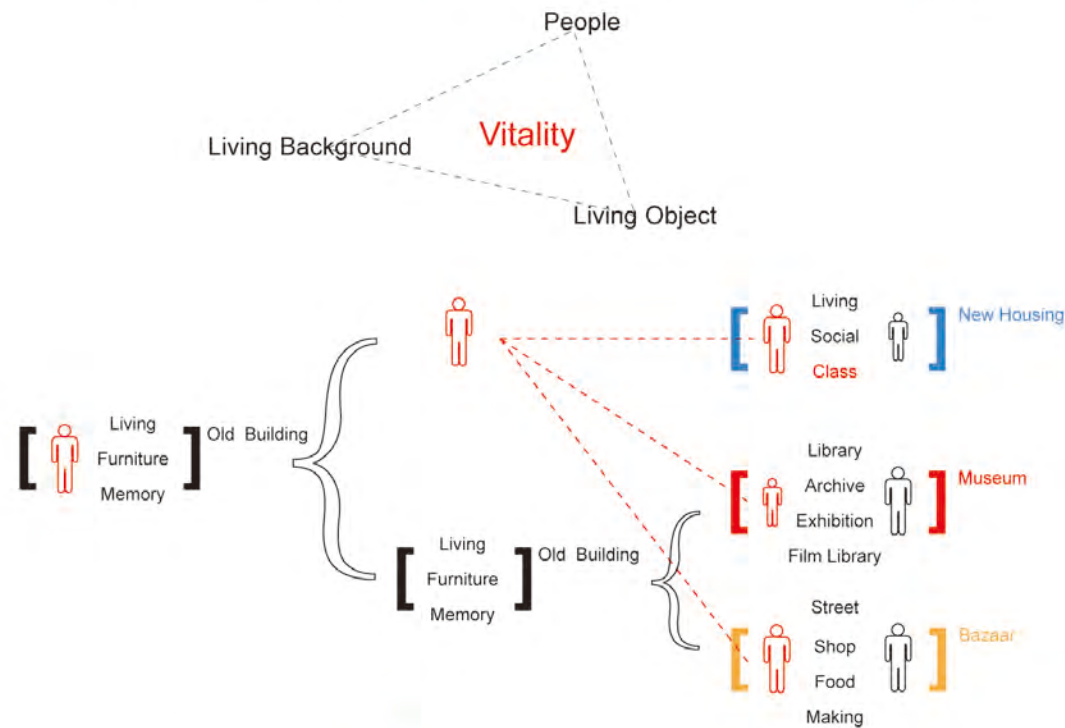 People
Vitality
Living Background
Living Object
Living
Furniture
Memory
Old Building
Living
Furniture
Memory
Old Building
Living
Social
Class
New Housing
Library
Archive
Exhibition
Film Library
Museum
Street
Shop
Food
Making
Bazaar